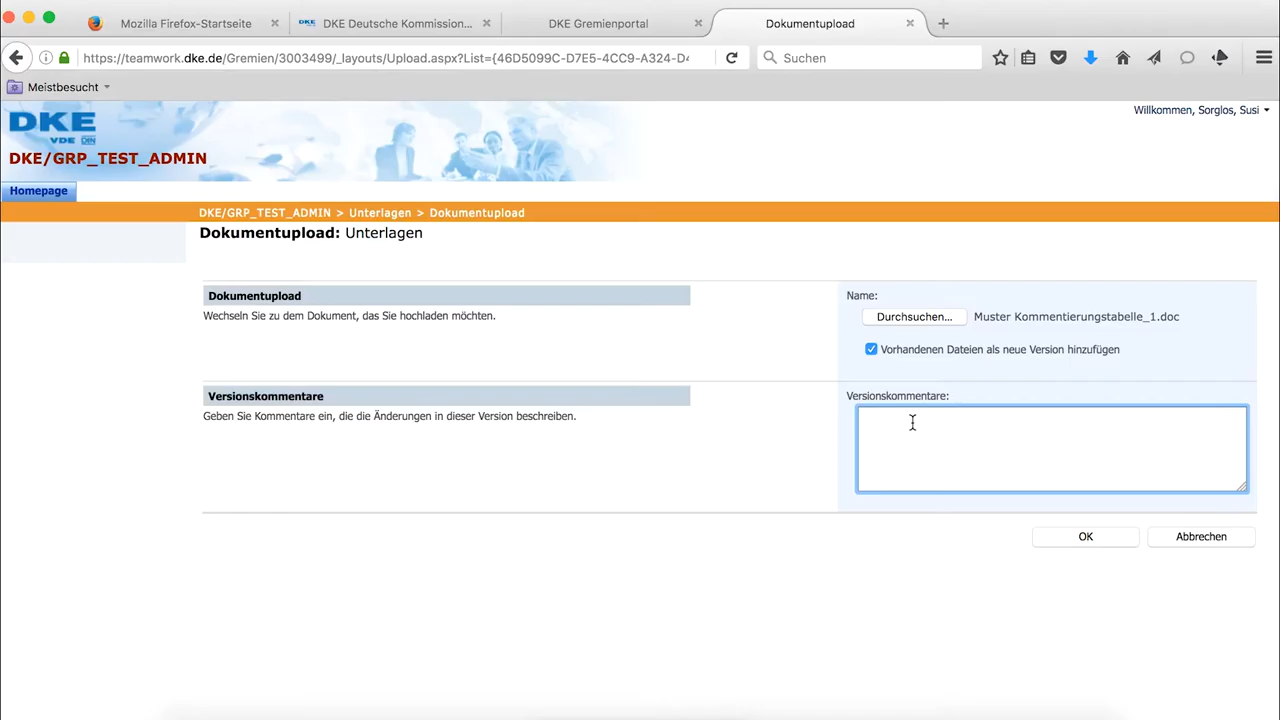 Mozilla Firefox-Startseite
DKE Deutsche Kommission...
DKE Gremienportal
Dokumentupload
https://teamwork.dke.de/Gremien/3003499/_layouts/Upload.aspx?List={46D5099C-D7E5-4CC9-A324-D4
Suchen
Meistbesucht
DKE
VDE DIN
Willkommen, Sorglos, Susi
DKE/GRP_TEST_ADMIN
Homepage
DKE/GRP_TEST_ADMIN > Unterlagen > Dokumentupload
Dokumentupload: Unterlagen
Dokumentupload
Wechseln Sie zu dem Dokument, das Sie hochladen möchten.
Name:
Durchsuchen... Muster Kommentierungstabelle_1.doc
Vorhandenen Dateien als neue Version hinzufügen
Versionskommentare
Geben Sie Kommentare ein, die die Änderungen in dieser Version beschreiben.
Versionskommentare:
OK
Abbrechen